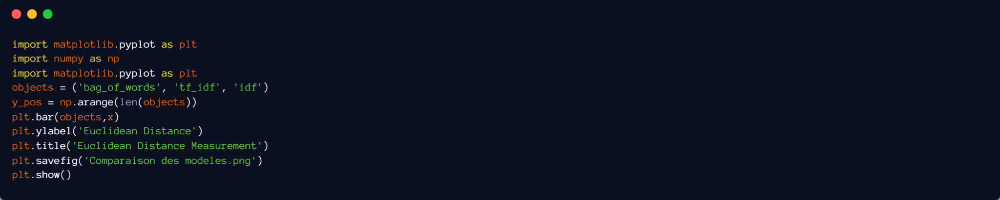 import matplotlib.pyplot as plt
import numpy as np
import matplotlib.pyplot as plt
objects = ('bag_of_words', 'tf_idf', 'idf')
y_pos = np.arange(len(objects))
plt.bar(objects,x)
plt.ylabel('Euclidean Distance')
plt.title('Euclidean Distance Measurement')
plt.savefig('Comparaison des modeles.png')
plt.show()